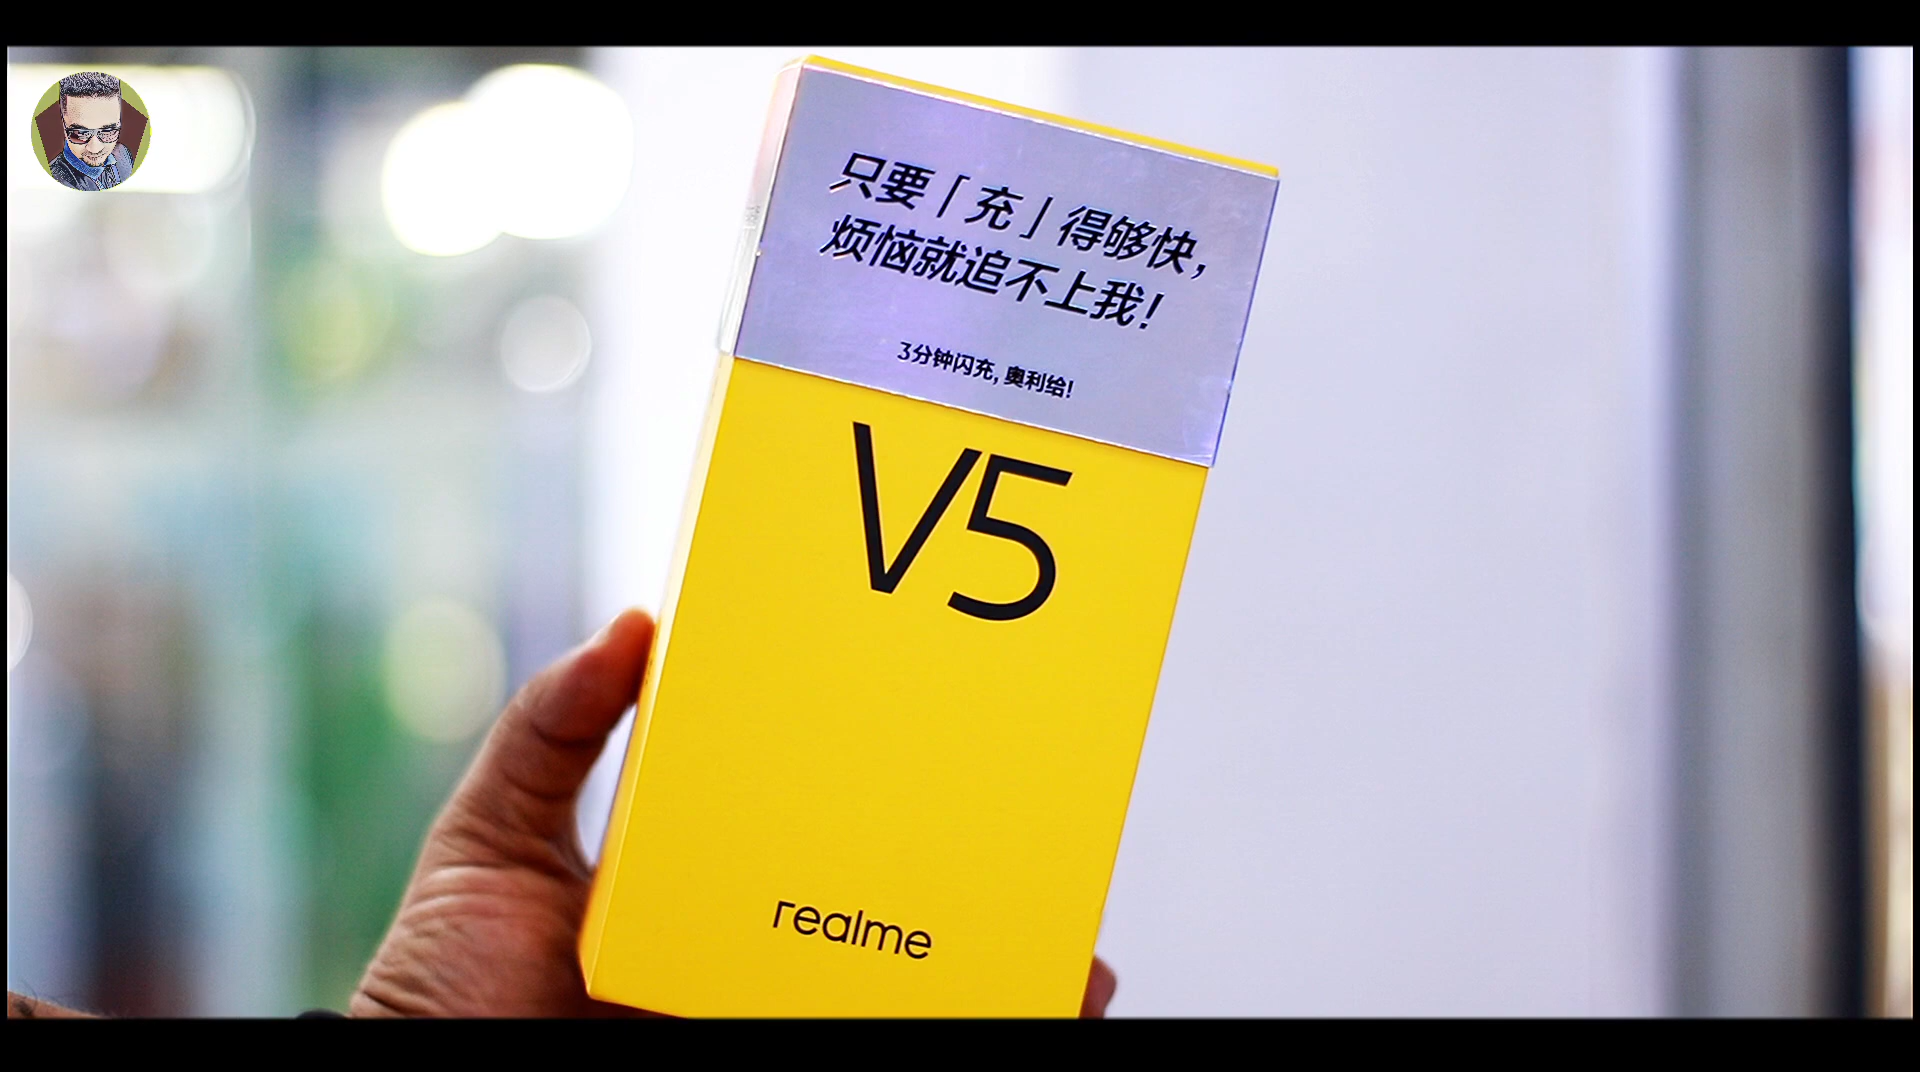 只要「充」得够快,
烦恼就追不上我!
3分钟闪充, 奥利给!
V5
realme